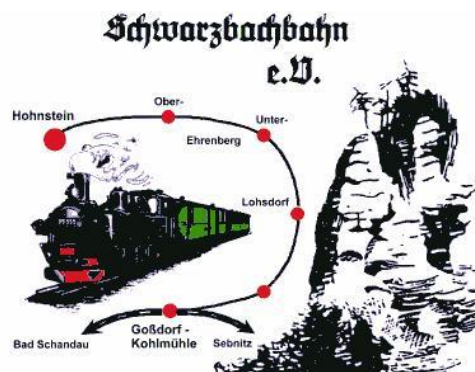 Schwarzbachbahn
e.V.
Ober-
Hohnstein
Unter-
Ehrenberg
Lohsdorf
Goßdorf -
Kohlmühle
Bad Schandau
Sebnitz